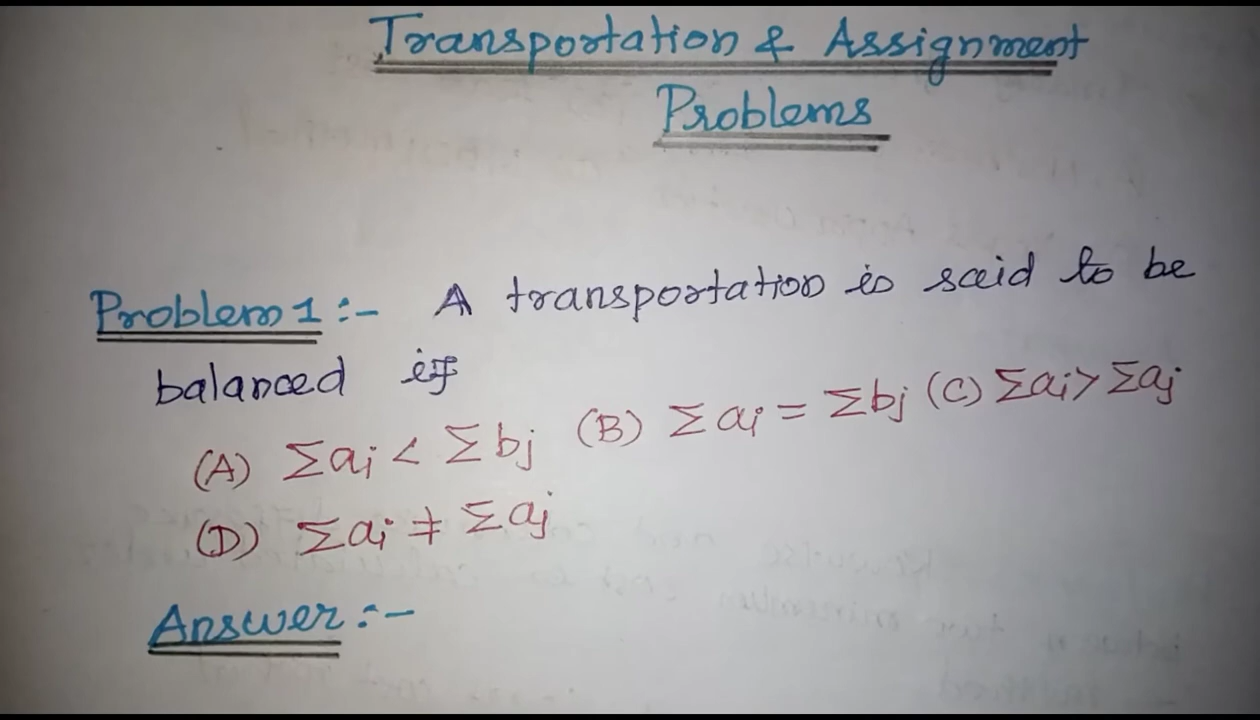 Transportation & Assignment
Problems
Problem 1 :- A transportation is said to be
balanced if
(A) Σai < Σbj (B) Σai = Σbj (C) Σai > Σaj
(D) Σai ≠ Σaj
Answer :-